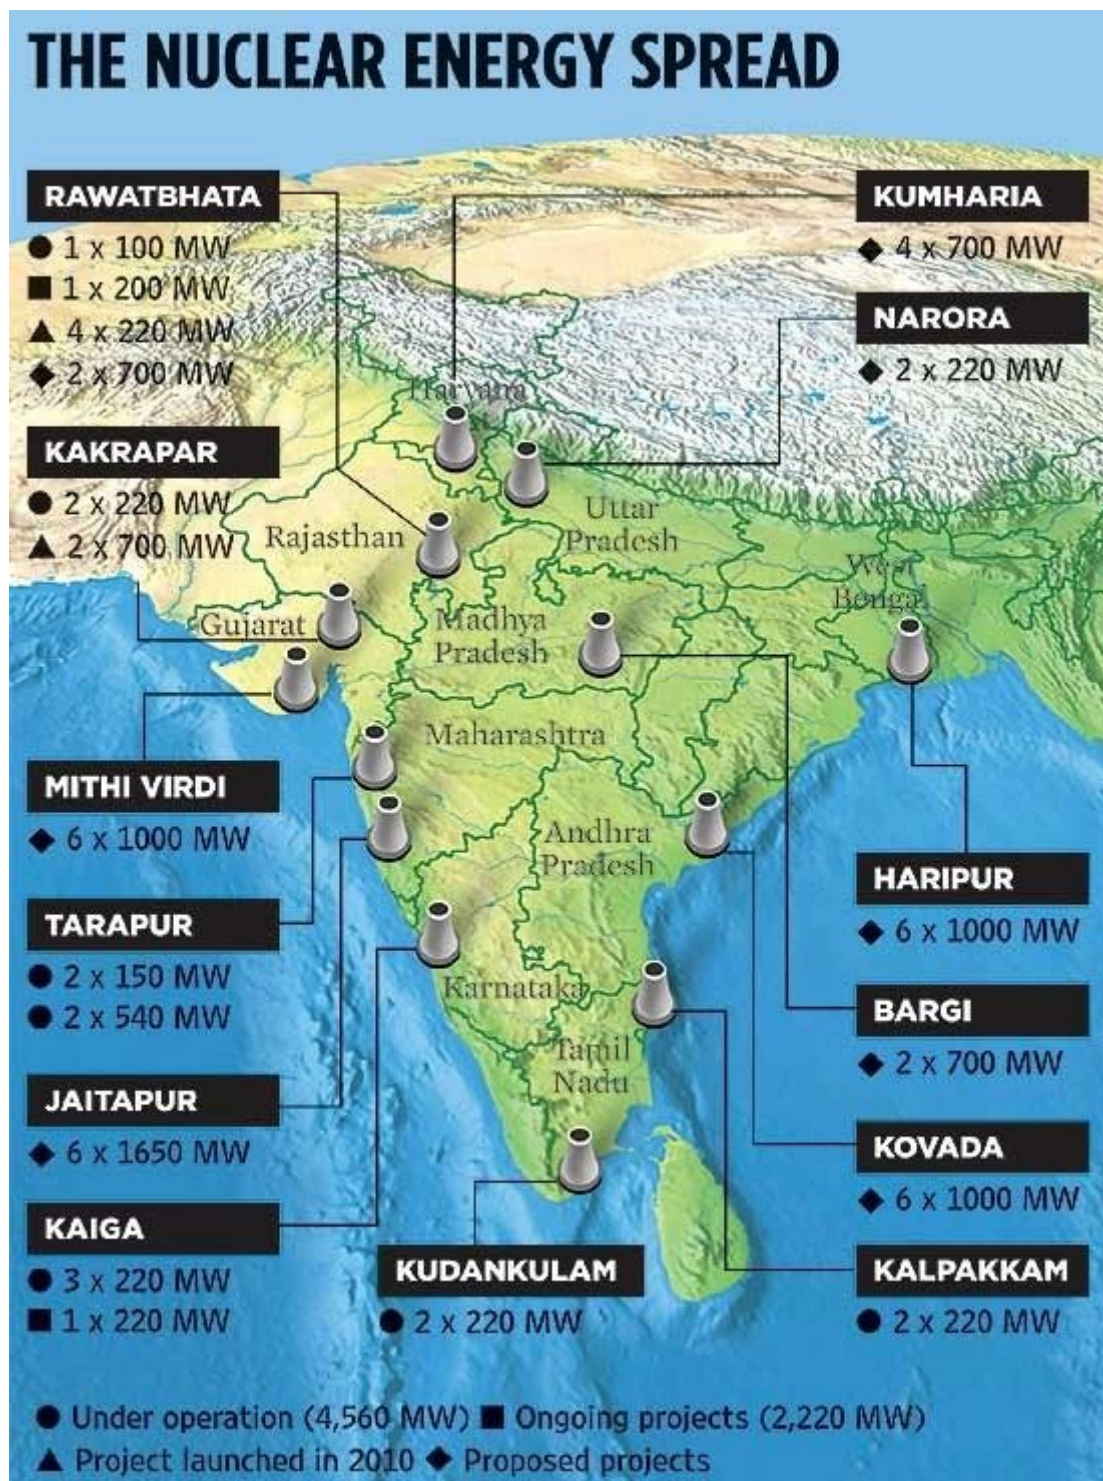 THE NUCLEAR ENERGY SPREAD
RAWATBHATA
● 1 x 100 MW
■ 1 x 200 MW
▲ 4 x 220 MW
◆ 2 x 700 MW
KAKRAPAR
● 2 x 220 MW
▲ 2 x 700 MW
MITHI VIRDI
◆ 6 x 1000 MW
TARAPUR
● 2 x 150 MW
● 2 x 540 MW
JAITAPUR
◆ 6 x 1650 MW
KAIGA
● 3 x 220 MW
■ 1 x 220 MW
Haryana
Uttar
Pradesh
Rajasthan
West
Bengal
Gujarat
Madhya
Pradesh
Maharashtra
Andhra
Pradesh
Karnataka
Tamil
Nadu
KUDANKULAM
● 2 x 220 MW
KUMHARIA
◆ 4 x 700 MW
NARORA
◆ 2 x 220 MW
HARIPUR
◆ 6 x 1000 MW
BARGI
◆ 2 x 700 MW
KOVADA
◆ 6 x 1000 MW
KALPAKKAM
● 2 x 220 MW
● Under operation (4,560 MW) ■ Ongoing projects (2,220 MW)
▲ Project launched in 2010 ◆ Proposed projects